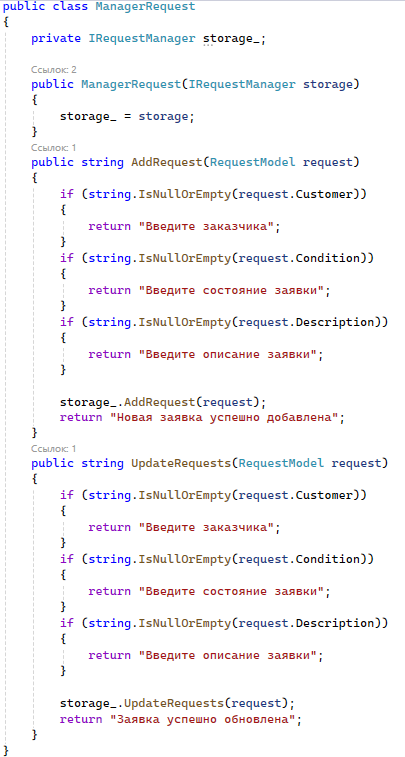 public class ManagerRequest
{
private IRequestManager storage_;
Ссылок: 2
public ManagerRequest(IRequestManager storage)
{
storage_ = storage;
}
Ссылок: 1
public string AddRequest(RequestModel request)
{
if (string.IsNullOrEmpty(request.Customer))
{
return "Введите заказчика";
}
if (string.IsNullOrEmpty(request.Condition))
{
return "Введите состояние заявки";
}
if (string.IsNullOrEmpty(request.Description))
{
return "Введите описание заявки";
}
storage_.AddRequest(request);
return "Новая заявка успешно добавлена";
}
Ссылок: 1
public string UpdateRequests(RequestModel request)
{
if (string.IsNullOrEmpty(request.Customer))
{
return "Введите заказчика";
}
if (string.IsNullOrEmpty(request.Condition))
{
return "Введите состояние заявки";
}
if (string.IsNullOrEmpty(request.Description))
{
return "Введите описание заявки";
}
storage_.UpdateRequests(request);
return "Заявка успешно обновлена";
}
}